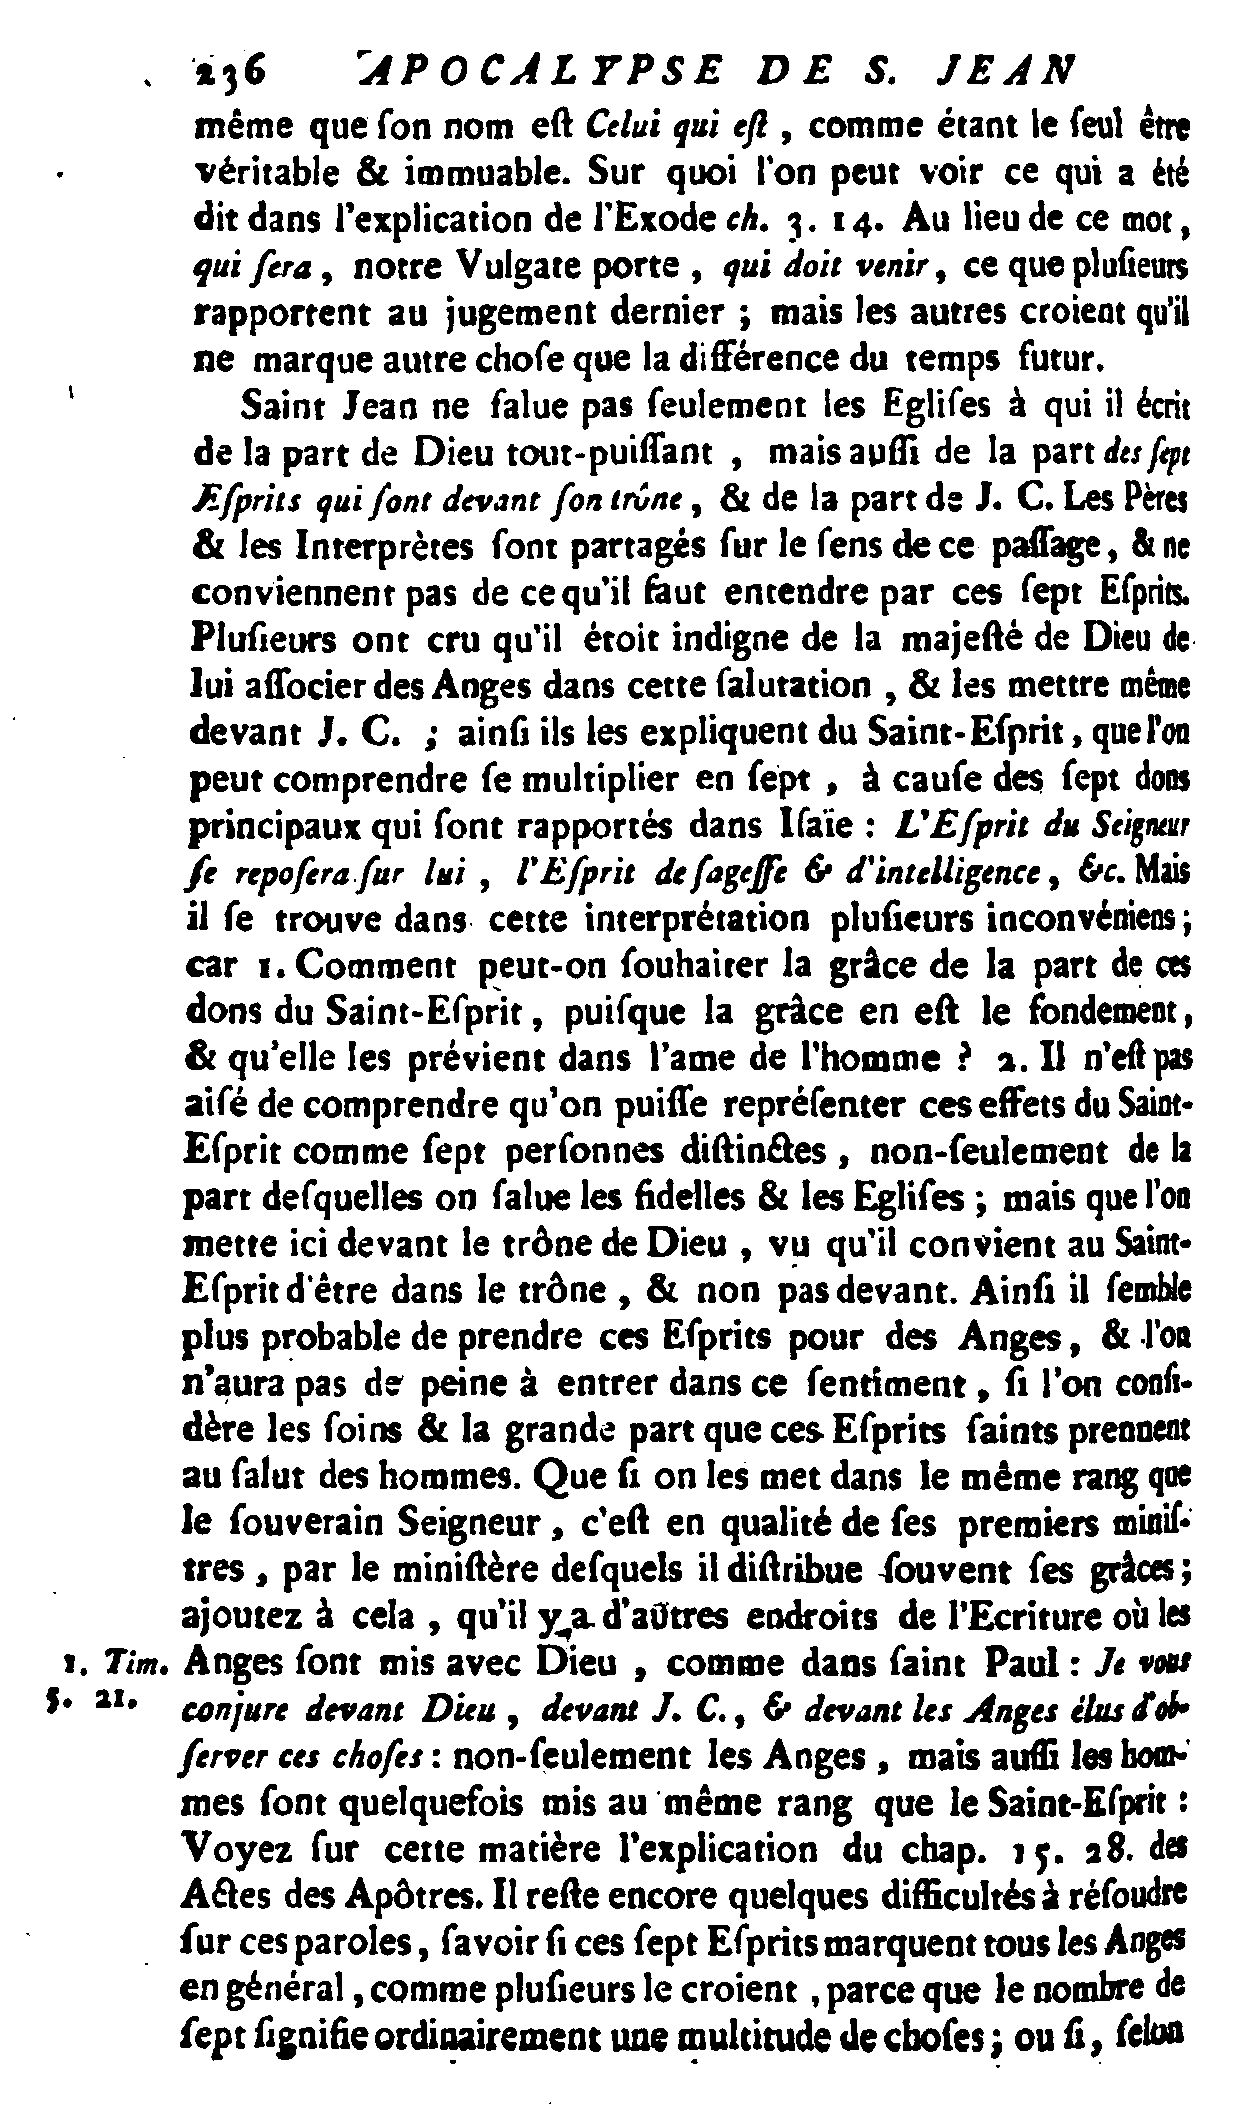 236 APOCALYPSE DE S. JEAN
même que ſon nom eſt Celui qui eſt, comme étant le ſeul être
véritable & immuable. Sur quoi l'on peut voir ce qui a été
dit dans l'explication de l'Exode ch. 3. 14. Au lieu de ce mot,
qui ſera, notre Vulgate porte, qui doit venir, ce que pluſieurs
rapportent au jugement dernier ; mais les autres croient qu'il
ne marque autre choſe que la différence du temps futur.
Saint Jean ne ſalue pas ſeulement les Egliſes à qui il écrit
de la part de Dieu tout-puiſſant, mais auſſi de la part des ſept
Eſprits qui ſont devant ſon trône, & de la part de J. C. Les Pères
& les Interprètes ſont partagés ſur le ſens de ce paſſage, & ne
conviennent pas de ce qu'il faut entendre par ces ſept Eſprits.
Pluſieurs ont cru qu'il étoit indigne de la majeſté de Dieu de
lui aſſocier des Anges dans cette ſalutation, & les mettre même
devant J. C. ; ainſi ils les expliquent du Saint-Eſprit, que l'on
peut comprendre ſe multiplier en ſept, à cauſe des ſept dons
principaux qui ſont rapportés dans Iſaïe : L'Eſprit du Seigneur
ſe repoſera ſur lui, l'Eſprit de ſageſſe & d'intelligence, &c. Mais
il ſe trouve dans cette interprétation pluſieurs inconvéniens ;
car 1. Comment peut-on ſouhaiter la grâce de la part de ces
dons du Saint-Eſprit, puiſque la grâce en eſt le fondement,
& qu'elle les prévient dans l'ame de l'homme ? 2. Il n'eſt pas
aiſé de comprendre qu'on puiſſe repréſenter ces effets du Saint-
Eſprit comme ſept perſonnes diſtinctes, non-ſeulement de la
part deſquelles on ſalue les fidelles & les Egliſes ; mais que l'on
mette ici devant le trône de Dieu, vu qu'il convient au Saint-
Eſprit d'être dans le trône, & non pas devant. Ainſi il ſemble
plus probable de prendre ces Eſprits pour des Anges, & l'on
n'aura pas de peine à entrer dans ce ſentiment, ſi l'on conſi-
dère les ſoins & la grande part que ces Eſprits ſaints prennent
au ſalut des hommes. Que ſi on les met dans le même rang que
le ſouverain Seigneur, c'eſt en qualité de ſes premiers miniſ-
tres, par le miniſtère deſquels il diſtribue ſouvent ſes grâces ;
ajoutez à cela, qu'il y a d'autres endroits de l'Ecriture où les
1. Tim. Anges ſont mis avec Dieu, comme dans ſaint Paul : Je vous
5. 21. conjure devant Dieu, devant J. C., & devant les Anges élus d'ob-
ſerver ces choſes : non-ſeulement les Anges, mais auſſi les hom-
mes ſont quelquefois mis au même rang que le Saint-Eſprit :
Voyez ſur cette matière l'explication du chap. 15. 28. des
Actes des Apôtres. Il reſte encore quelques difficultés à réſoudre
ſur ces paroles, ſavoir ſi ces ſept Eſprits marquent tous les Anges
en général, comme pluſieurs le croient, parce que le nombre de
ſept ſignifie ordinairement une multitude de choſes ; ou ſi, ſelon